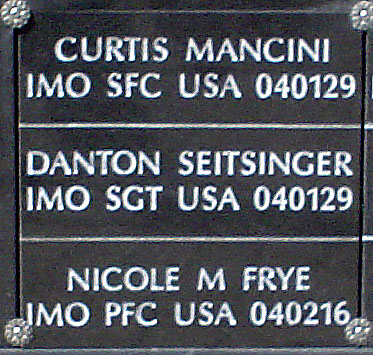 CURTIS MANCINI
IMO SFC USA 040129
DANTON SEITSINGER
IMO SGT USA 040129
NICOLE M FRYE
IMO PFC USA 040216